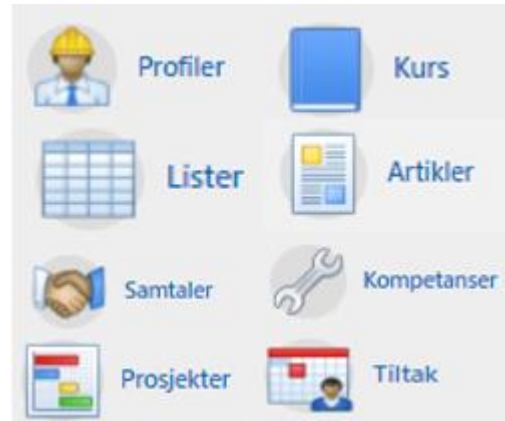 Profiler
Kurs
Lister
Artikler
Samtaler
Kompetanser
Prosjekter
Tiltak